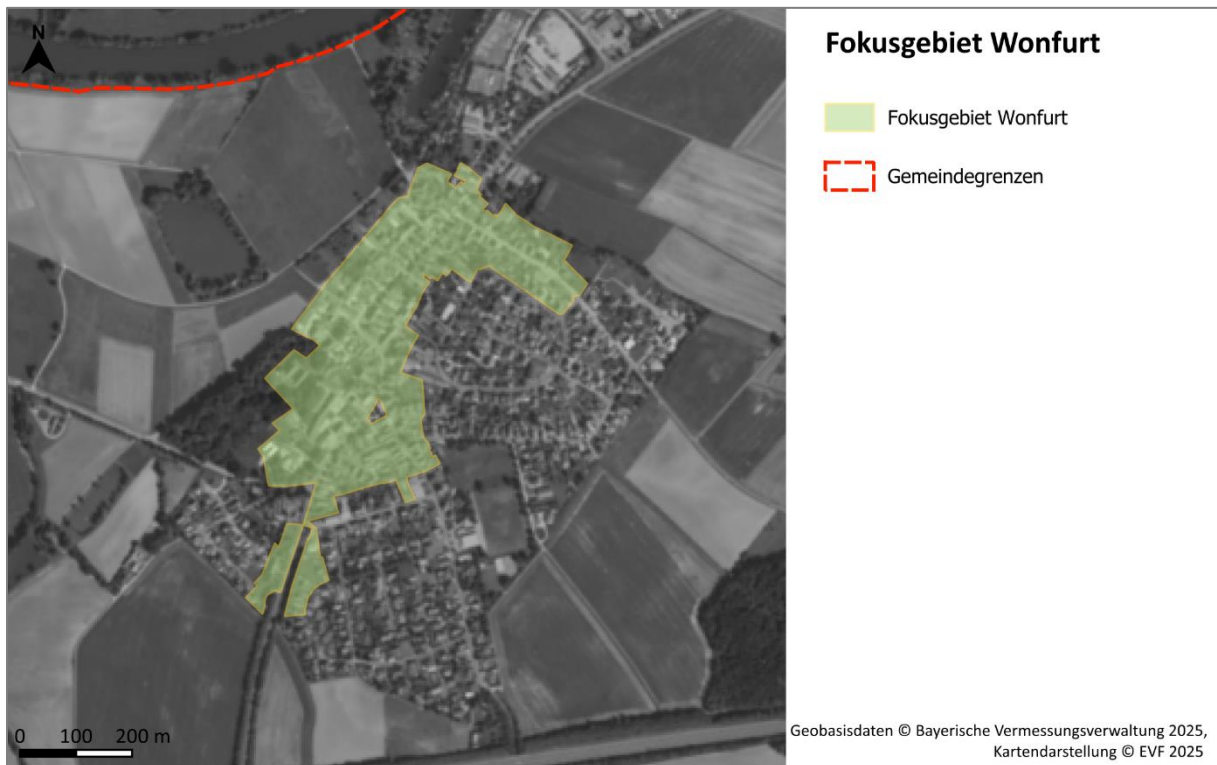 Fokusgebiet Wonfurt
Fokusgebiet Wonfurt
Gemeindegrenzen
N
0 100 200 m
Geobasisdaten © Bayerische Vermessungsverwaltung 2025,
Kartendarstellung © EVF 2025